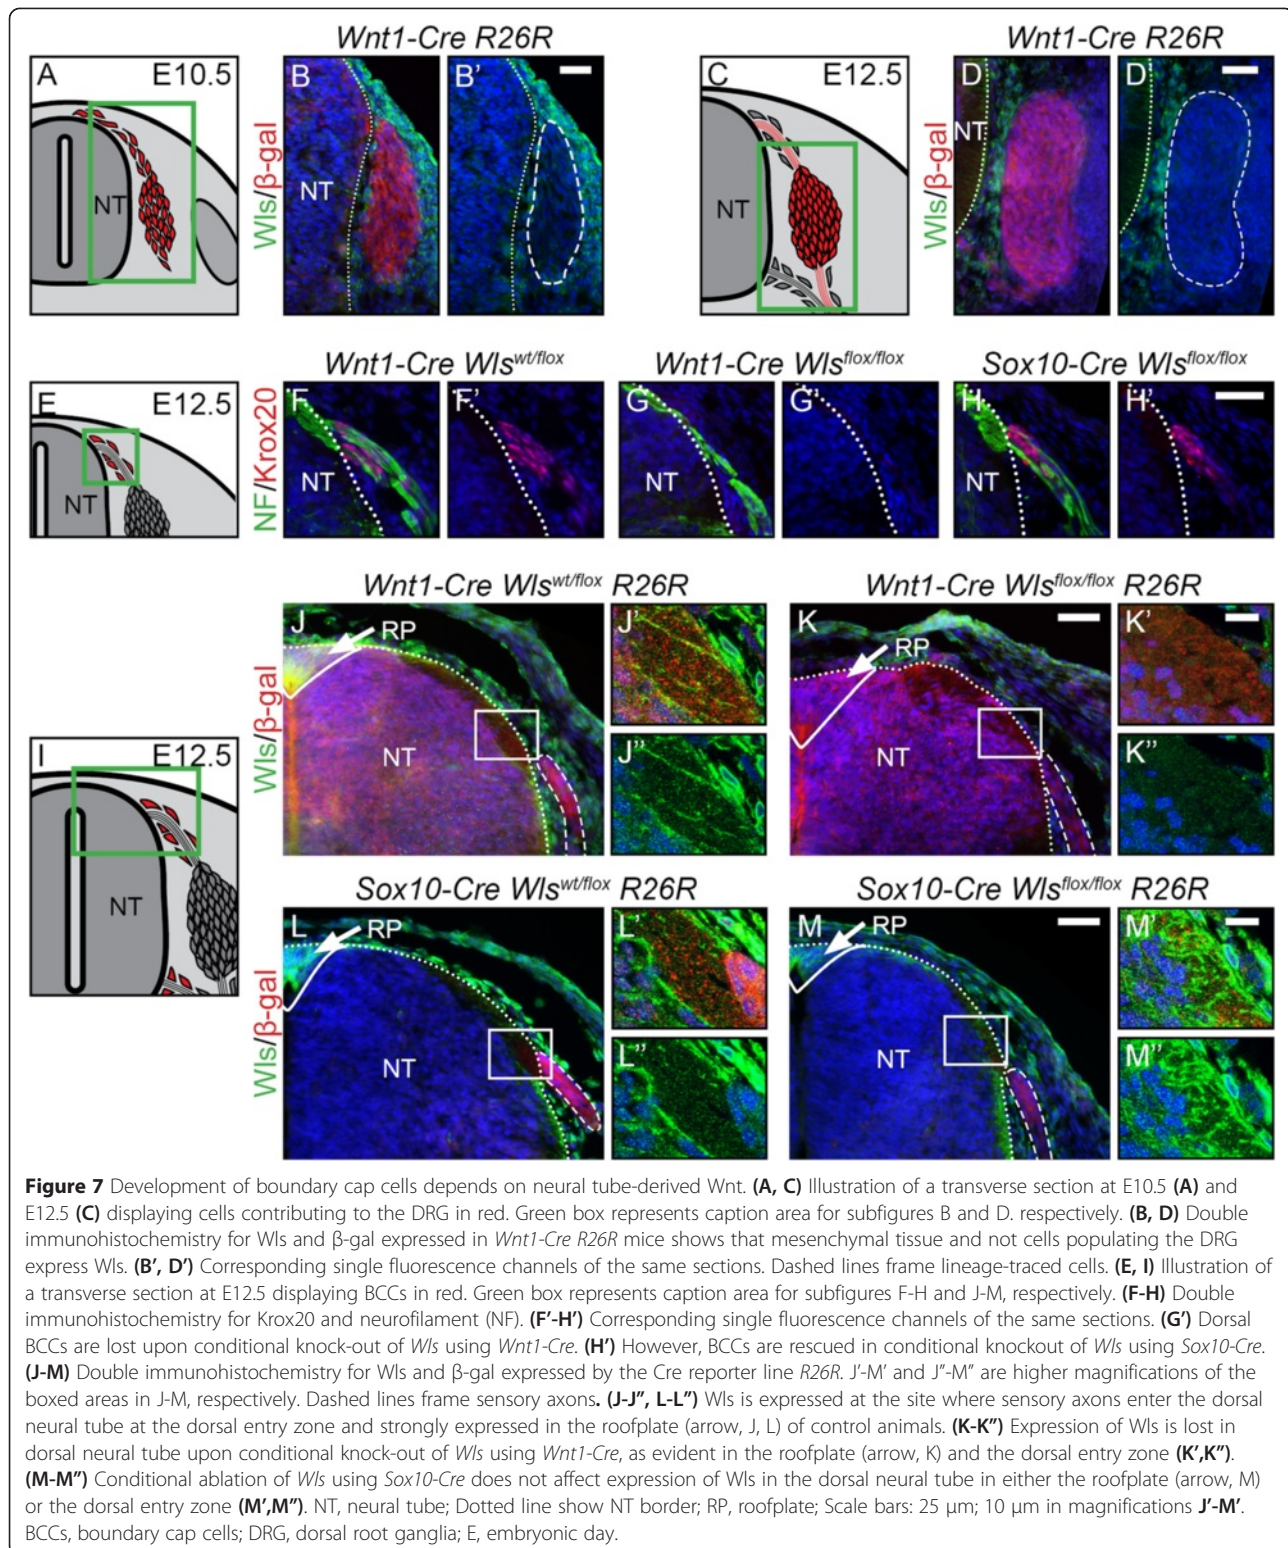 Wnt1-Cre R26R
Wnt1-Cre R26R
A
E10.5
NT
Wls/β-gal
B
NT
B'
C
E12.5
NT
Wls/β-gal
D
NT
D'
Wnt1-Cre Wls^wt/flox
Wnt1-Cre Wls^flox/flox
Sox10-Cre Wls^flox/flox
E
E12.5
NT
NF/Krox20
F
NT
F'
G
NT
G'
H
NT
H'
Wnt1-Cre Wls^wt/flox R26R
Wnt1-Cre Wls^flox/flox R26R
I
E12.5
NT
Wls/β-gal
J
RP
NT
J'
J"
K
RP
NT
K'
K"
Sox10-Cre Wls^wt/flox R26R
Sox10-Cre Wls^flox/flox R26R
Wls/β-gal
L
RP
NT
L'
L"
M
RP
NT
M'
M"
Figure 7 Development of boundary cap cells depends on neural tube-derived Wnt. (A, C) Illustration of a transverse section at E10.5 (A) and
E12.5 (C) displaying cells contributing to the DRG in red. Green box represents caption area for subfigures B and D. respectively. (B, D) Double
immunohistochemistry for Wls and β-gal expressed in Wnt1-Cre R26R mice shows that mesenchymal tissue and not cells populating the DRG
express Wls. (B', D') Corresponding single fluorescence channels of the same sections. Dashed lines frame lineage-traced cells. (E, I) Illustration of
a transverse section at E12.5 displaying BCCs in red. Green box represents caption area for subfigures F-H and J-M, respectively. (F-H) Double
immunohistochemistry for Krox20 and neurofilament (NF). (F'-H') Corresponding single fluorescence channels of the same sections. (G') Dorsal
BCCs are lost upon conditional knock-out of Wls using Wnt1-Cre. (H') However, BCCs are rescued in conditional knockout of Wls using Sox10-Cre.
(J-M) Double immunohistochemistry for Wls and β-gal expressed by the Cre reporter line R26R. J'-M' and J"-M" are higher magnifications of the
boxed areas in J-M, respectively. Dashed lines frame sensory axons. (J-J", L-L") Wls is expressed at the site where sensory axons enter the dorsal
neural tube at the dorsal entry zone and strongly expressed in the roofplate (arrow, J, L) of control animals. (K-K") Expression of Wls is lost in
dorsal neural tube upon conditional knock-out of Wls using Wnt1-Cre, as evident in the roofplate (arrow, K) and the dorsal entry zone (K',K").
(M-M") Conditional ablation of Wls using Sox10-Cre does not affect expression of Wls in the dorsal neural tube in either the roofplate (arrow, M)
or the dorsal entry zone (M',M"). NT, neural tube; Dotted line show NT border; RP, roofplate; Scale bars: 25 μm; 10 μm in magnifications J'-M'.
BCCs, boundary cap cells; DRG, dorsal root ganglia; E, embryonic day.